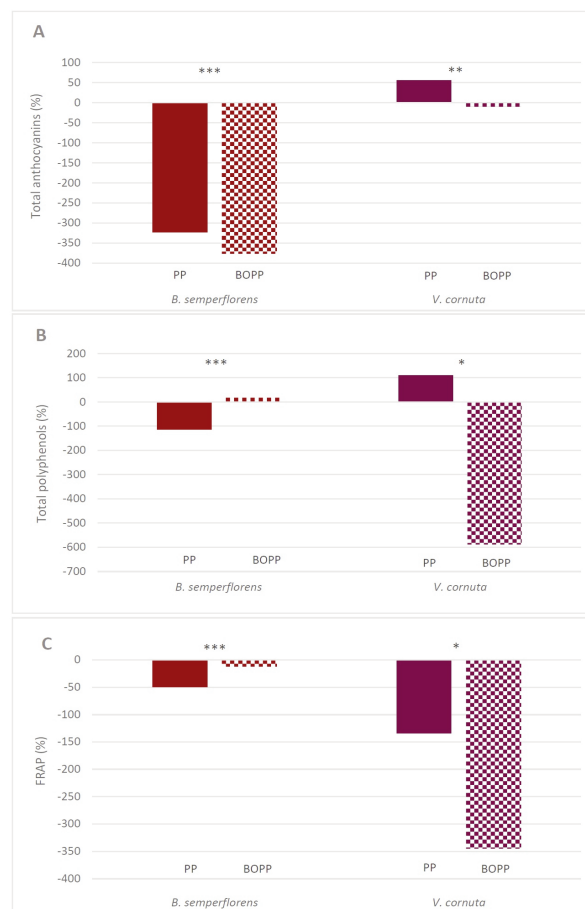 A
Total anthocyanins (%)
100
50
0
-50
-100
-150
-200
-250
-300
-350
-400
***
**
PP
BOPP
PP
BOPP
B. semperflorens
V. cornuta
B
Total polyphenols (%)
200
100
0
-100
-200
-300
-400
-500
-600
-700
***
*
PP
BOPP
PP
BOPP
B. semperflorens
V. cornuta
C
FRAP (%)
***
*
0
-50
-100
-150
-200
-250
-300
-350
-400
PP
BOPP
PP
BOPP
B. semperflorens
V. cornuta